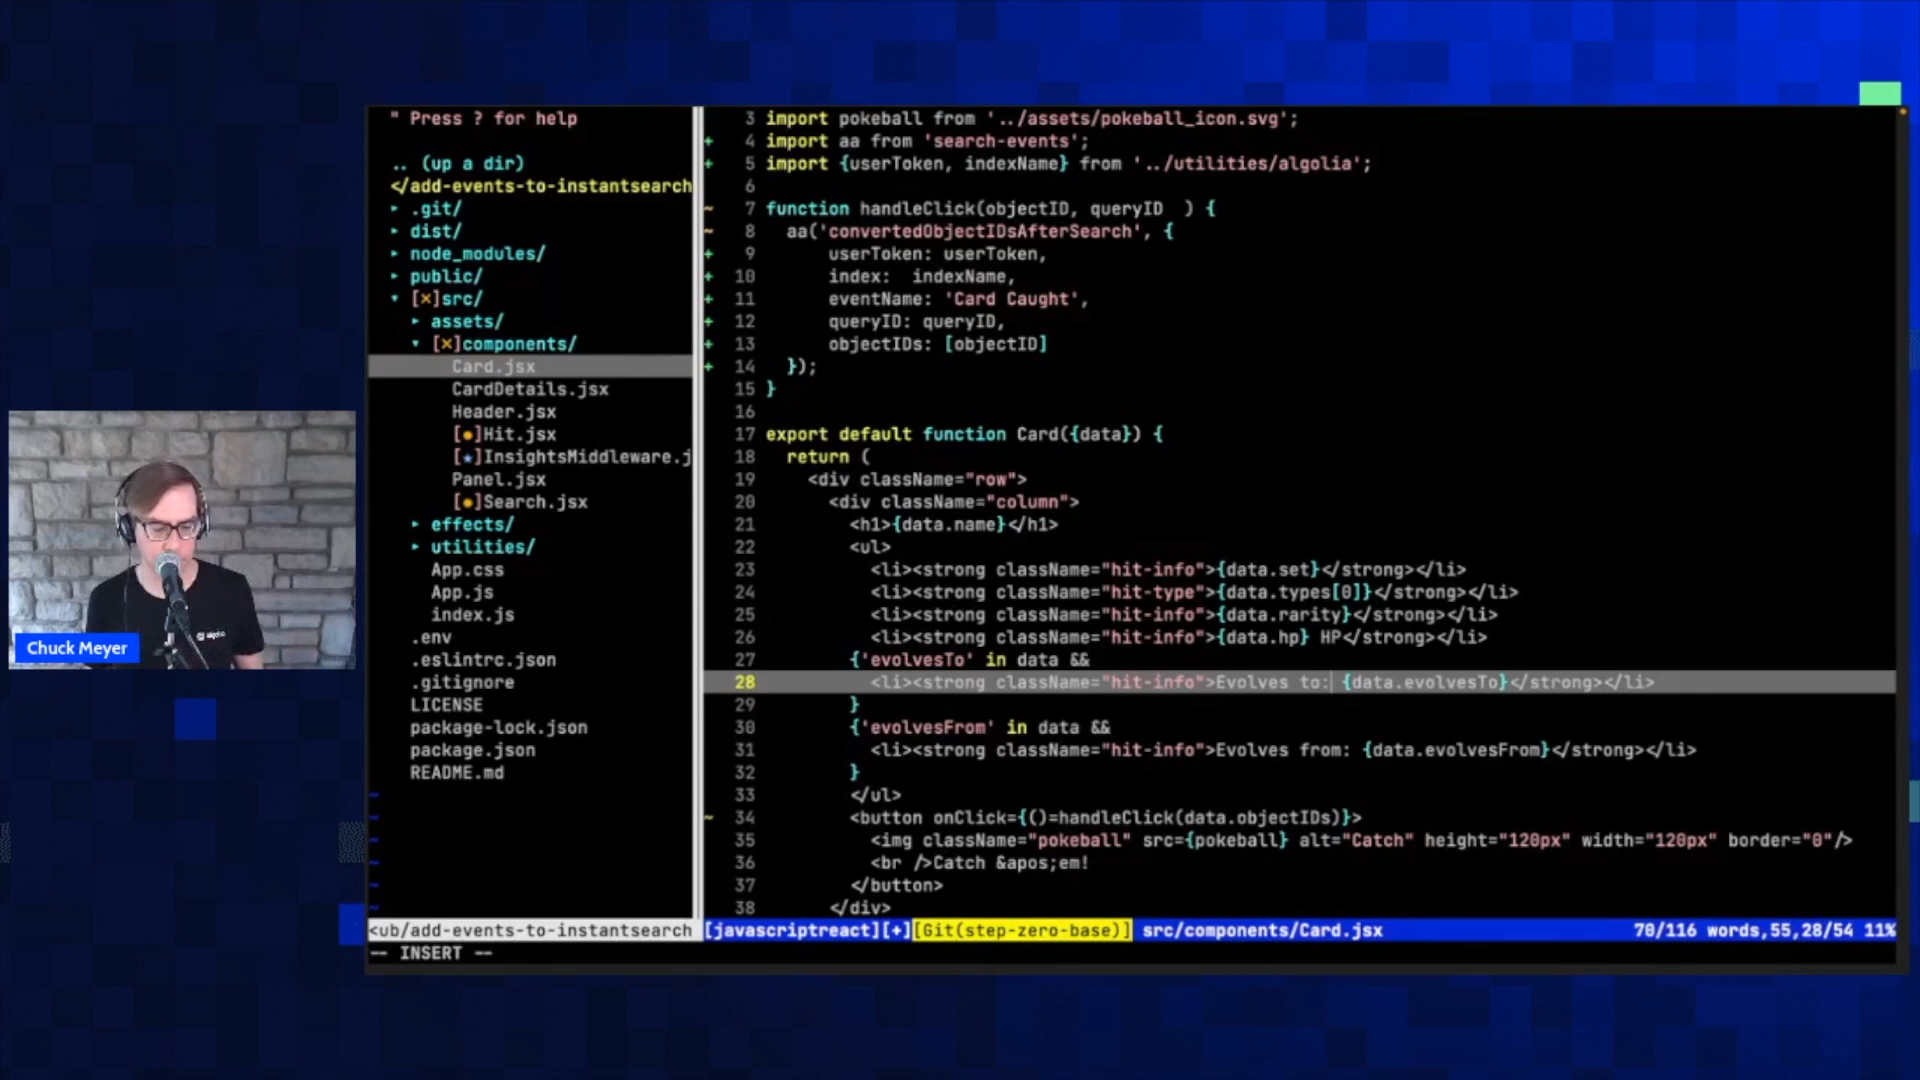 " Press ? for help
.. (up a dir)
</add-events-to-instantsearch
▸ .git/
▸ dist/
▸ node_modules/
▸ public/
▾ [✗]src/
▸ assets/
▾ [✗]components/
Card.jsx
CardDetails.jsx
Header.jsx
[●]Hit.jsx
[★]InsightsMiddleware.j
Panel.jsx
[●]Search.jsx
▸ effects/
▸ utilities/
App.css
App.js
index.js
.env
.eslintrc.json
.gitignore
LICENSE
package-lock.json
package.json
README.md
~
~
~
~
~
<ub/add-events-to-instantsearch
3 import pokeball from '../assets/pokeball_icon.svg';
+ 4 import aa from 'search-events';
+ 5 import {userToken, indexName} from '../utilities/algolia';
6
~ 7 function handleClick(objectID, queryID  ) {
~ 8   aa('convertedObjectIDsAfterSearch', {
+ 9       userToken: userToken,
+ 10       index:  indexName,
+ 11       eventName: 'Card Caught',
+ 12       queryID: queryID,
+ 13       objectIDs: [objectID]
+ 14   });
15 }
16
17 export default function Card({data}) {
18   return (
19     <div className="row">
20       <div className="column">
21         <h1>{data.name}</h1>
22         <ul>
23           <li><strong className="hit-info">{data.set}</strong></li>
24           <li><strong className="hit-type">{data.types[0]}</strong></li>
25           <li><strong className="hit-info">{data.rarity}</strong></li>
26           <li><strong className="hit-info">{data.hp} HP</strong></li>
27         {'evolvesTo' in data &&
28           <li><strong className="hit-info">Evolves to: {data.evolvesTo}</strong></li>
29         }
30         {'evolvesFrom' in data &&
31           <li><strong className="hit-info">Evolves from: {data.evolvesFrom}</strong></li>
32         }
33         </ul>
~ 34         <button onClick={()=handleClick(data.objectIDs)}>
35           <img className="pokeball" src={pokeball} alt="Catch" height="120px" width="120px" border="0"/>
36           <br />Catch &apos;em!
37         </button>
38       </div>
[javascriptreact][+][Git(step-zero-base)] src/components/Card.jsx 70/116 words,55,28/54 11%
-- INSERT --
Chuck Meyer
algolia